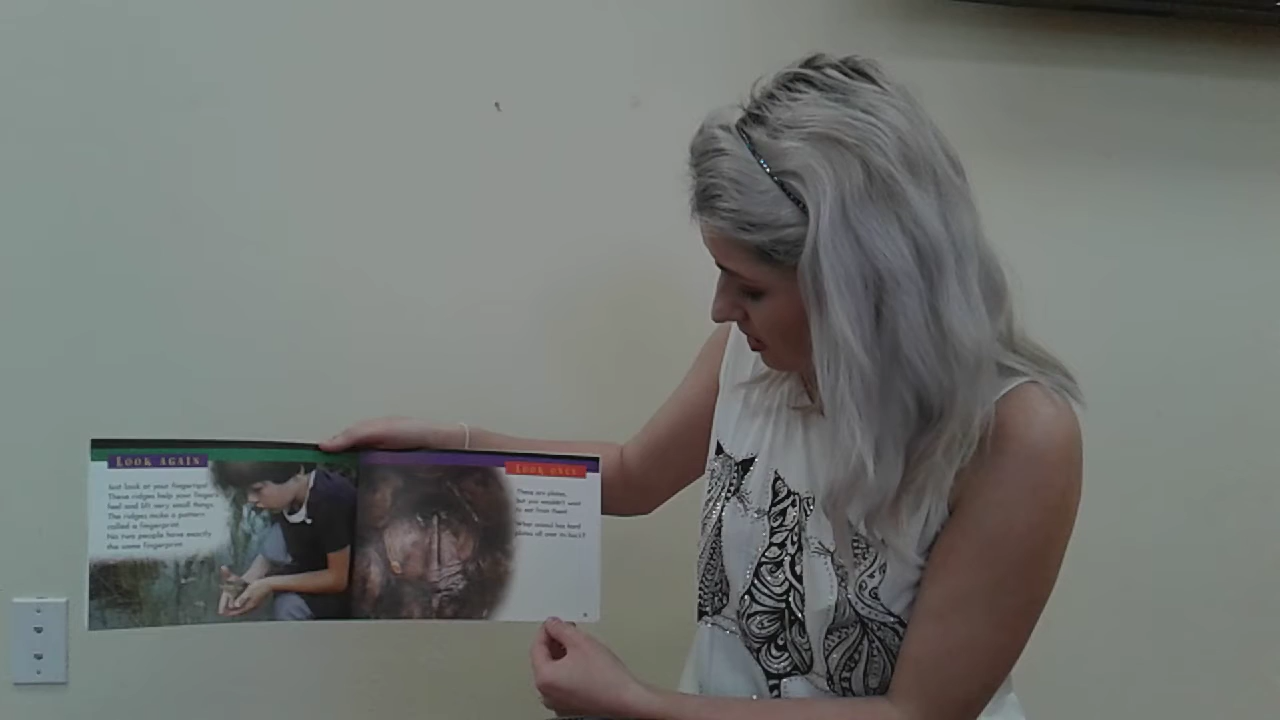 LOOK AGAIN
Just look at your fingertips!
These ridges help your fingers
feel and lift very small things.
The ridges make a pattern
called a fingerprint.
No two people have exactly
the same fingerprint.
LOOK ONCE
These are plates,
but you wouldn't want
to eat from them.
What animal has hard
plates all over its back?